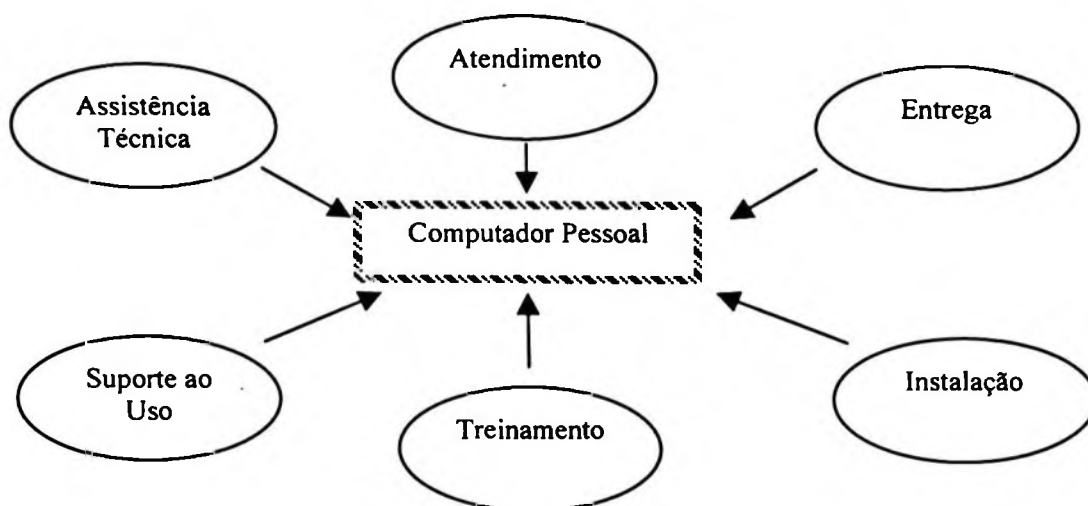 Atendimento
Assistência
Técnica
Entrega
Computador Pessoal
Suporte ao
Uso
Treinamento
Instalação